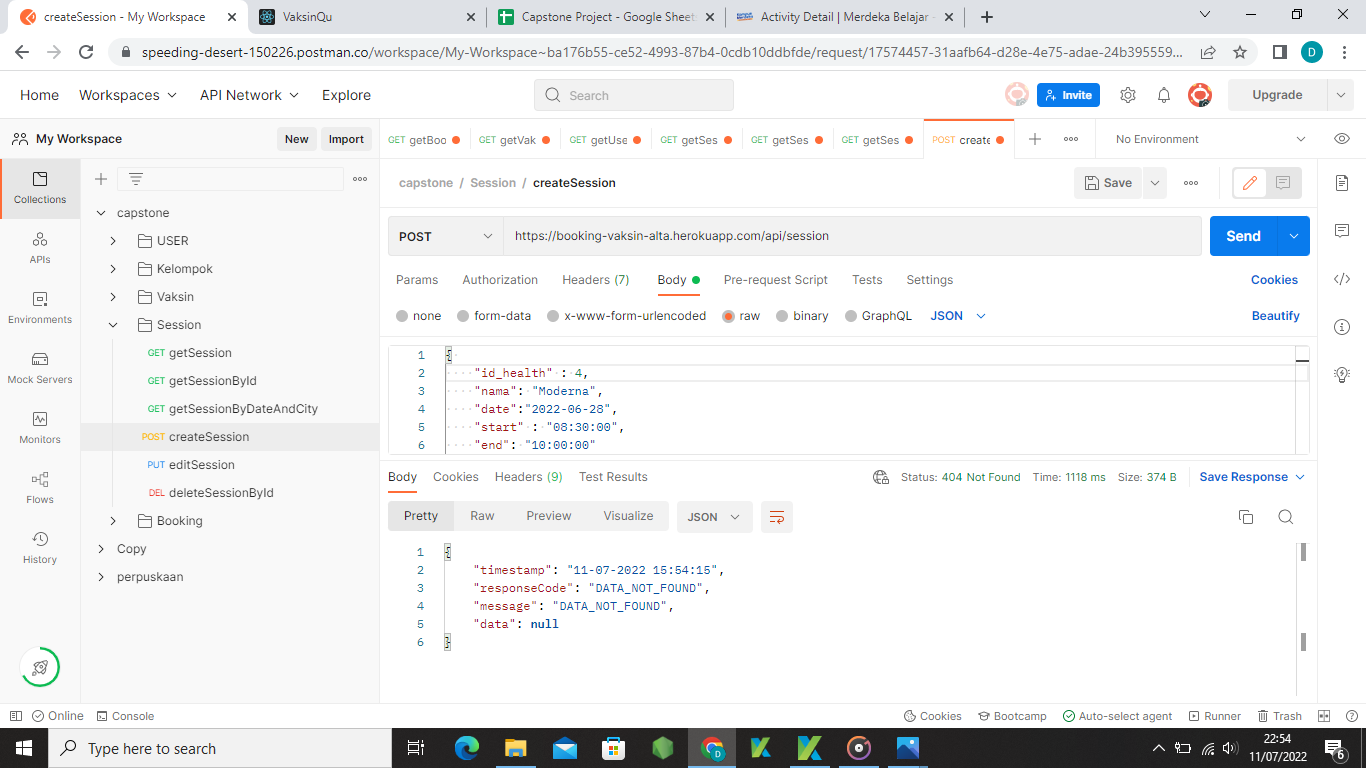 createSession - My Workspace
VaksinQu
Capstone Project - Google Sheet
Activity Detail | Merdeka Belajar
speeding-desert-150226.postman.co/workspace/My-Workspace~ba176b55-ce52-4993-87b4-0cdb10ddbfde/request/17574457-31aafb64-d28e-4e75-adae-24b395559...
D
Home Workspaces API Network Explore
Search
Invite
Upgrade
My Workspace
New Import
GET getBoo GET getVak GET getUse GET getSes GET getSes GET getSes POST create
No Environment
Collections
APIs
Environments
Mock Servers
Monitors
Flows
History
capstone
USER
Kelompok
Vaksin
Session
GET getSession
GET getSessionById
GET getSessionByDateAndCity
POST createSession
PUT editSession
DEL deleteSessionById
Booking
Copy
perpuskaan
capstone / Session / createSession
Save
POST https://booking-vaksin-alta.herokuapp.com/api/session
Send
Params Authorization Headers (7) Body Pre-request Script Tests Settings Cookies
none form-data x-www-form-urlencoded raw binary GraphQL JSON Beautify
1 {
2 "id_health" : 4,
3 "nama": "Moderna",
4 "date":"2022-06-28",
5 "start" : "08:30:00",
6 "end": "10:00:00"
Body Cookies Headers (9) Test Results
Status: 404 Not Found Time: 1118 ms Size: 374 B Save Response
Pretty Raw Preview Visualize JSON
1 {
2 "timestamp": "11-07-2022 15:54:15",
3 "responseCode": "DATA_NOT_FOUND",
4 "message": "DATA_NOT_FOUND",
5 "data": null
6 }
Online Console
Cookies Bootcamp Auto-select agent Runner Trash
Type here to search
D
22:54
11/07/2022
6